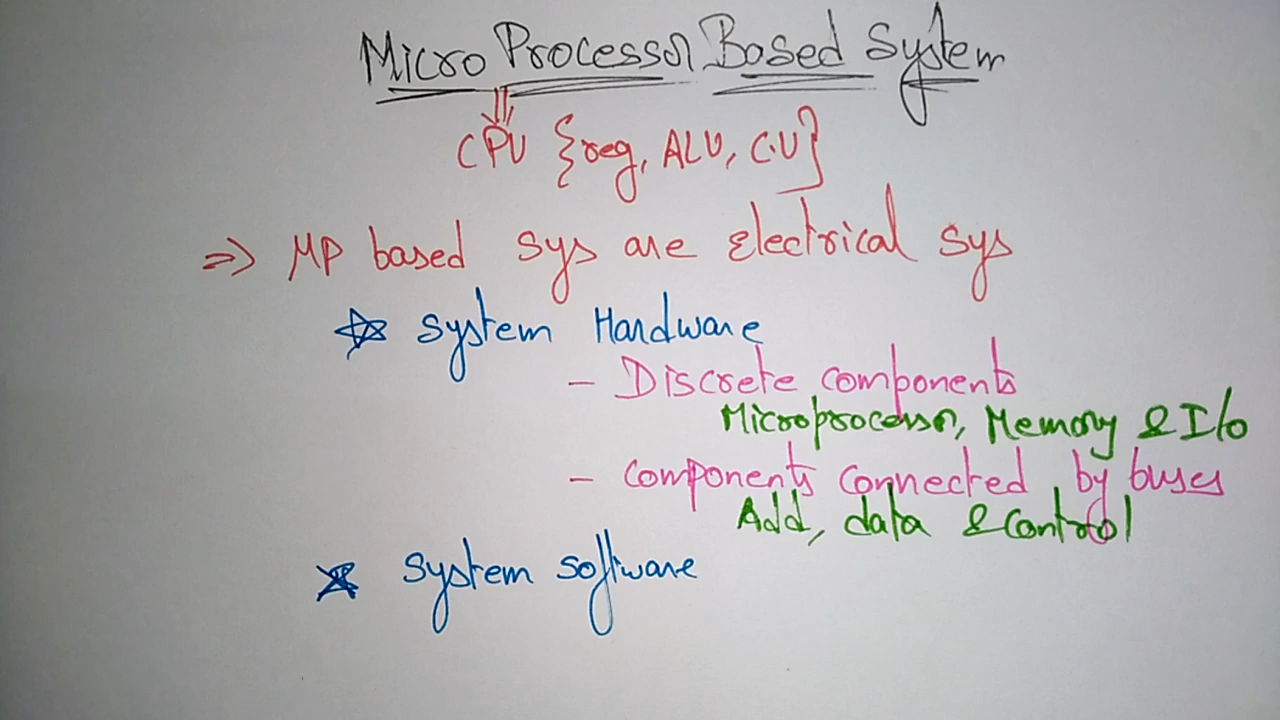 Micro Processor Based System
CPU {reg, ALU, C.U}
=> MP based sys are electrical sys
☆ System Hardware
- Discrete components
Microprocessor, Memory & I/o
- components connected by buses
Add, data & control
☆ System software